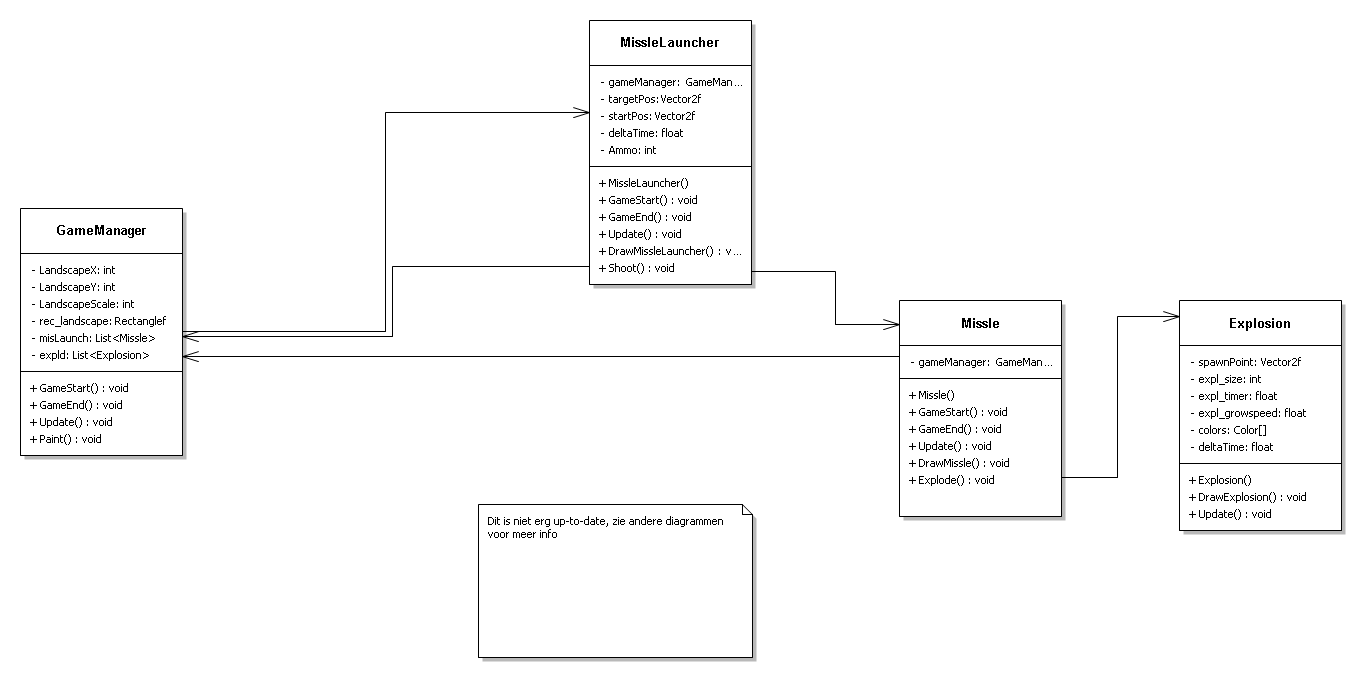 MissleLauncher
- gameManager: GameMan...
- targetPos: Vector2f
- startPos: Vector2f
- deltaTime: float
- Ammo: int
+ MissleLauncher()
+ GameStart() : void
+ GameEnd() : void
+ Update() : void
+ DrawMissleLauncher() : v...
+ Shoot() : void
GameManager
- LandscapeX: int
- LandscapeY: int
- LandscapeScale: int
- rec_landscape: Rectanglef
- misLaunch: List<Missle>
- expld: List<Explosion>
+ GameStart() : void
+ GameEnd() : void
+ Update() : void
+ Paint() : void
Missle
- gameManager: GameMan...
+ Missle()
+ GameStart() : void
+ GameEnd() : void
+ Update() : void
+ DrawMissle() : void
+ Explode() : void
Explosion
- spawnPoint: Vector2f
- expl_size: int
- expl_timer: float
- expl_growspeed: float
- colors: Color[]
- deltaTime: float
+ Explosion()
+ DrawExplosion() : void
+ Update() : void
Dit is niet erg up-to-date, zie andere diagrammen
voor meer info